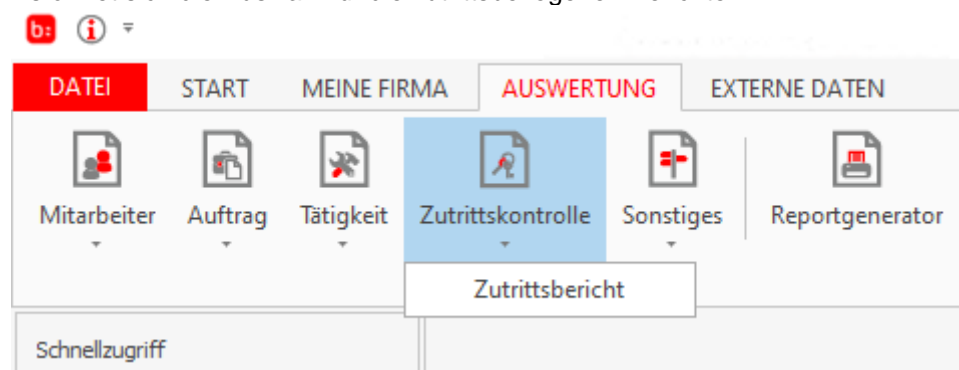 b:
DATEI START MEINE FIRMA AUSWERTUNG EXTERNE DATEN
Mitarbeiter Auftrag Tätigkeit Zutrittskontrolle Sonstiges Reportgenerator
Zutrittsbericht
Schnellzugriff